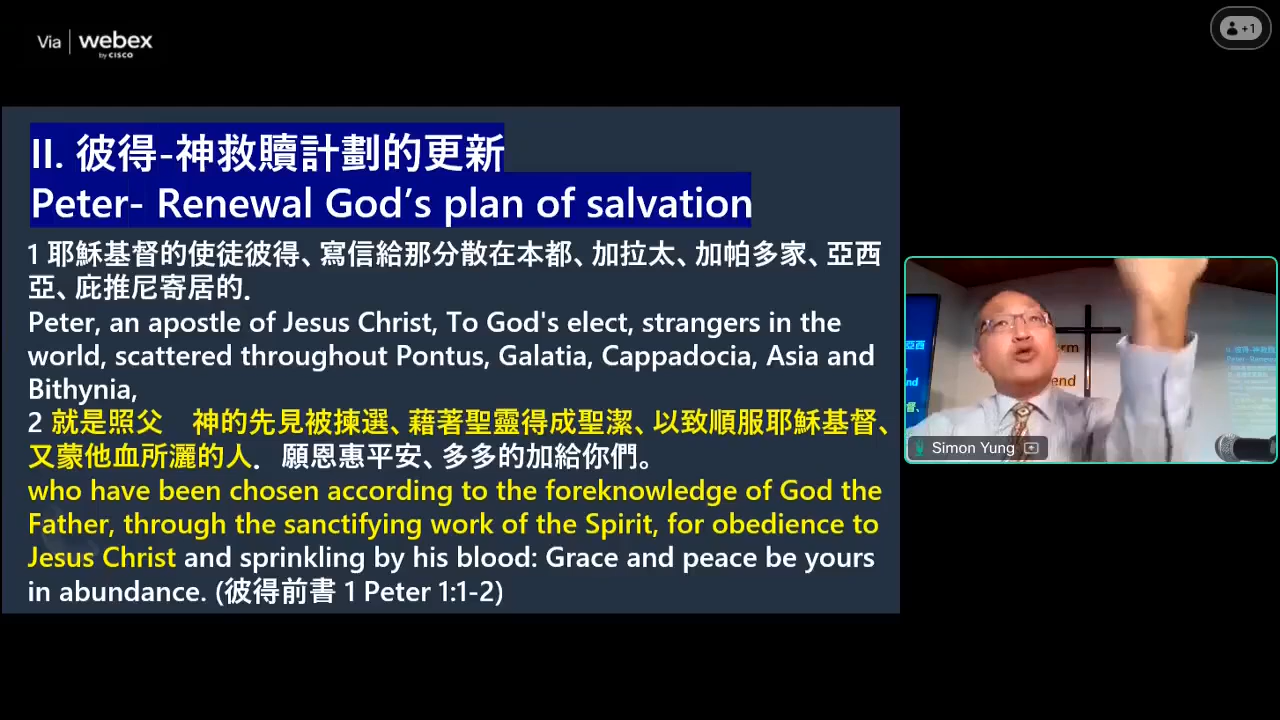 Via webex
by CISCO
+1
II. 彼得-神救贖計劃的更新
Peter- Renewal God’s plan of salvation
1 耶穌基督的使徒彼得、寫信給那分散在本都、加拉太、加帕多家、亞西
亞、庇推尼寄居的．
Peter, an apostle of Jesus Christ, To God's elect, strangers in the
world, scattered throughout Pontus, Galatia, Cappadocia, Asia and
Bithynia,
2 就是照父　神的先見被揀選、藉著聖靈得成聖潔、以致順服耶穌基督、
又蒙他血所灑的人．願恩惠平安、多多的加給你們。
who have been chosen according to the foreknowledge of God the
Father, through the sanctifying work of the Spirit, for obedience to
Jesus Christ and sprinkling by his blood: Grace and peace be yours
in abundance. (彼得前書 1 Peter 1:1-2)
Simon Yung